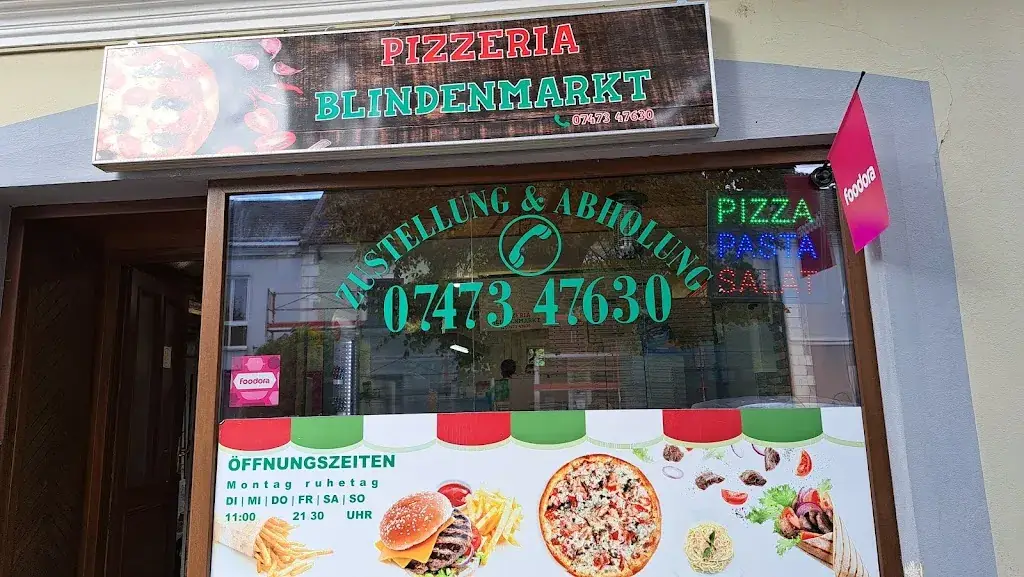 PIZZERIA
BLINDENMARKT
07473 47630
ZUSTELLUNG & ABHOLUNG
07473 47630
PIZZA
PASTA
SALAT
foodora
foodora
ÖFFNUNGSZEITEN
Montag ruhetag
DI | MI | DO | FR | SA | SO
11:00 21 30 UHR